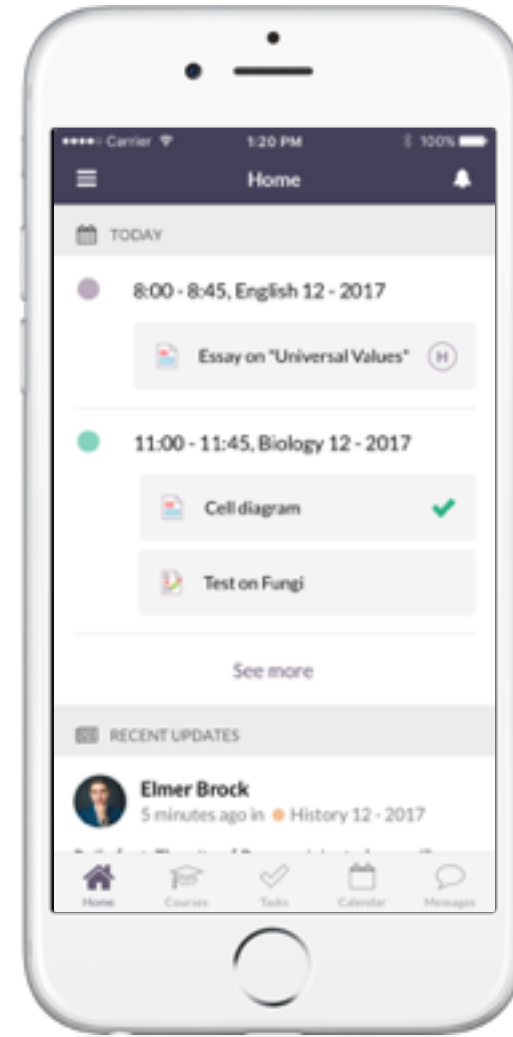 Carrier 1:20 PM 100%
Home
TODAY
8:00 - 8:45, English 12 - 2017
Essay on "Universal Values" H
11:00 - 11:45, Biology 12 - 2017
Cell diagram
Test on Fungi
See more
RECENT UPDATES
Elmer Brock
5 minutes ago in History 12 - 2017
Home Courses Tasks Calendar Messages